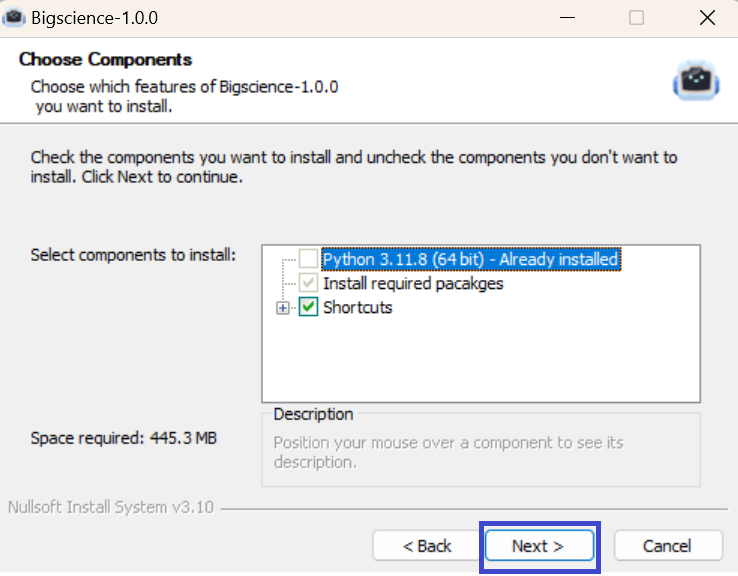 Bigscience-1.0.0
Choose Components
Choose which features of Bigscience-1.0.0
you want to install.
Check the components you want to install and uncheck the components you don't want to
install. Click Next to continue.
Select components to install:
Python 3.11.8 (64 bit) - Already installed
Install required pacakges
Shortcuts
Space required: 445.3 MB
Description
Position your mouse over a component to see its
description.
Nullsoft Install System v3.10
< Back
Next >
Cancel